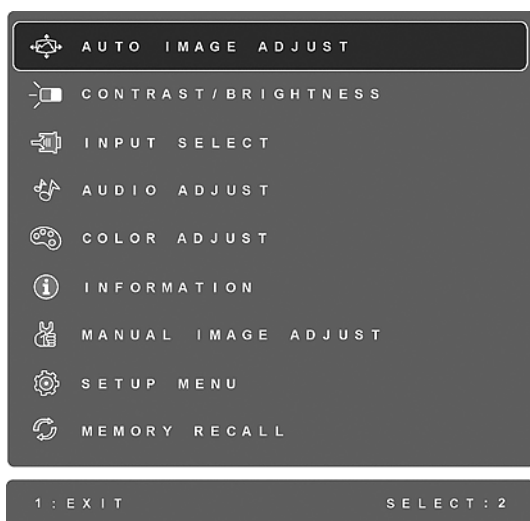 AUTO IMAGE ADJUST
CONTRAST/BRIGHTNESS
INPUT SELECT
AUDIO ADJUST
COLOR ADJUST
INFORMATION
MANUAL IMAGE ADJUST
SETUP MENU
MEMORY RECALL
1:EXIT SELECT:2